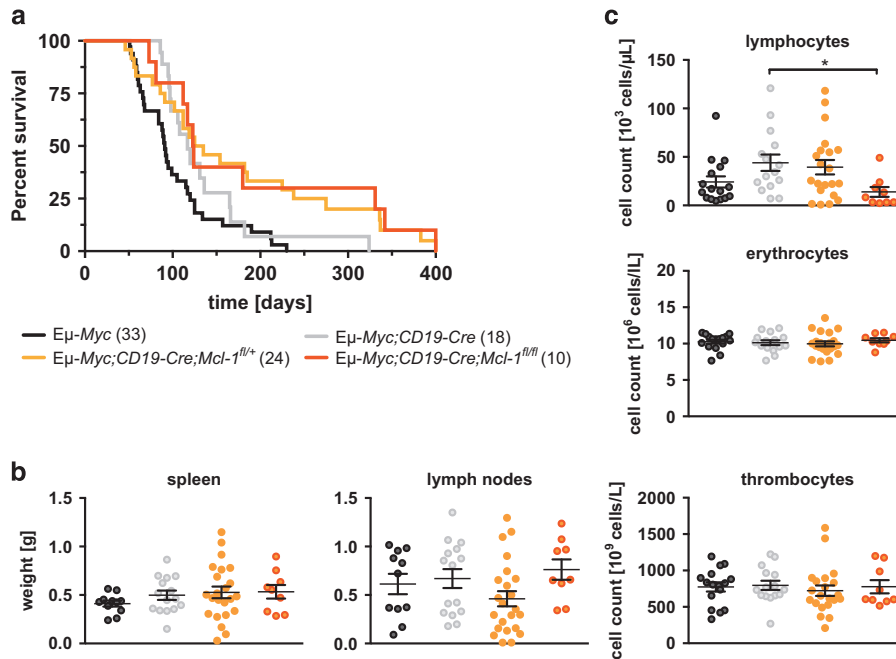 a
100
75
50
25
0
Percent survival
0 100 200 300 400
time [days]
Eµ-Myc (33)
Eµ-Myc;CD19-Cre (18)
Eµ-Myc;CD19-Cre;Mcl-1fl/+ (24)
Eµ-Myc;CD19-Cre;Mcl-1fl/fl (10)
b
spleen
1.5
1.0
0.5
0.0
weight [g]
lymph nodes
1.5
1.0
0.5
0.0
c
lymphocytes
*
150
100
50
0
cell count [10³ cells/µL]
erythrocytes
20
15
10
5
0
cell count [10⁶ cells/lL]
thrombocytes
2000
1500
1000
500
0
cell count [10⁹ cells/L]